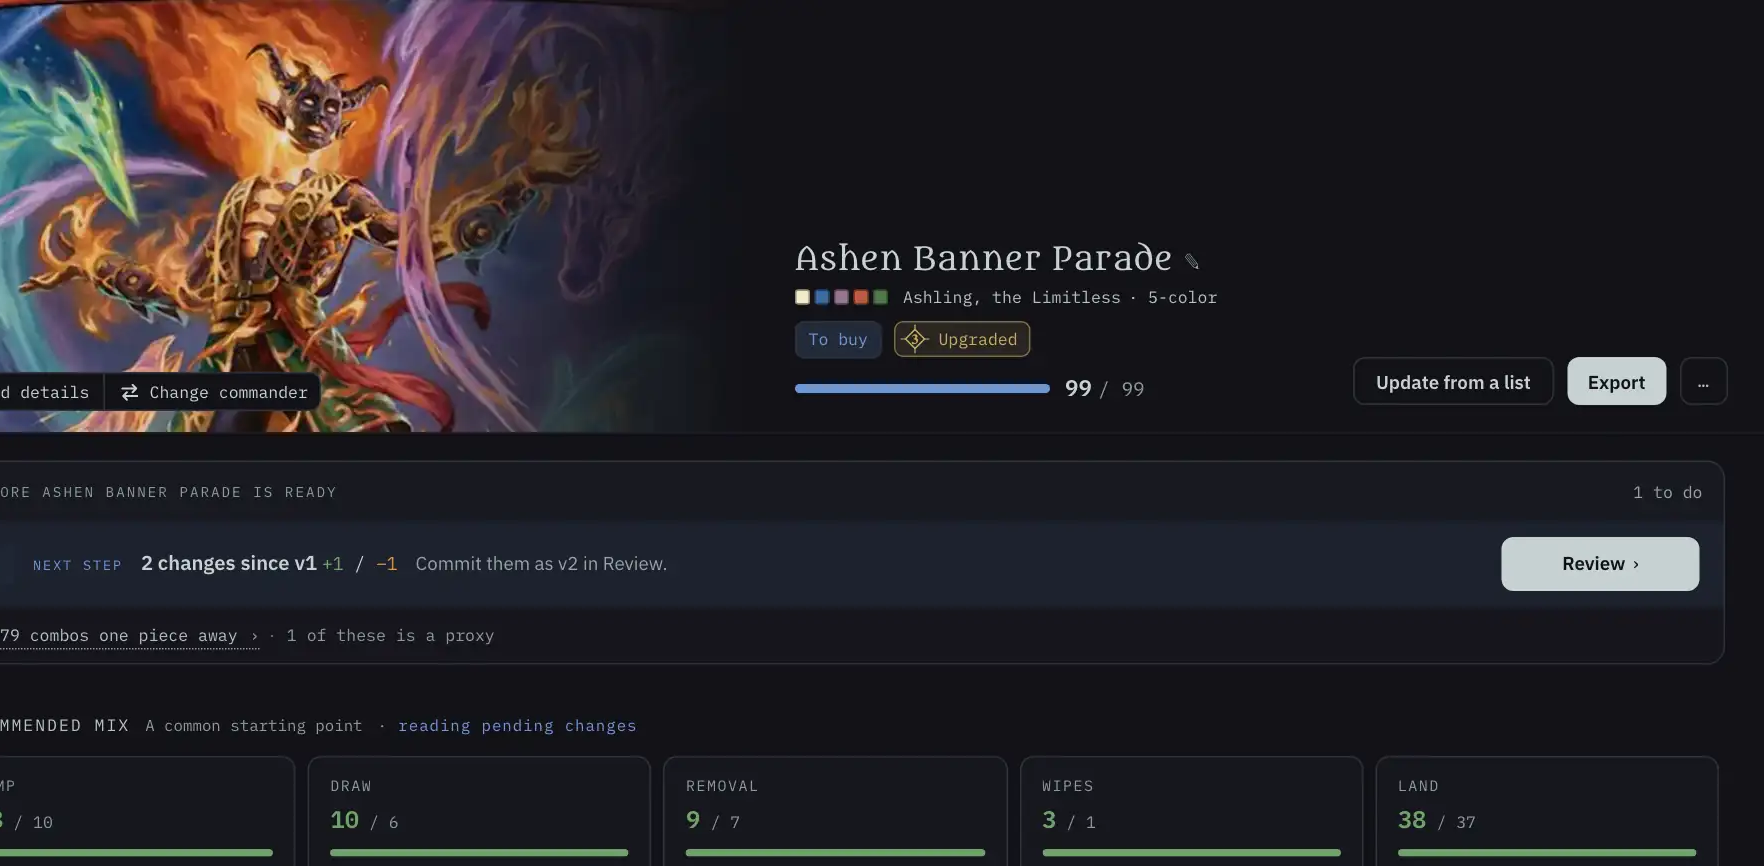 Ashen Banner Parade
Ashling, the Limitless · 5-color
To buy
3 Upgraded
99 / 99
d details
Change commander
Update from a list
Export
…
ORE ASHEN BANNER PARADE IS READY
1 to do
NEXT STEP 2 changes since v1 +1 / −1 Commit them as v2 in Review.
Review ›
79 combos one piece away › · 1 of these is a proxy
MMENDED MIX A common starting point · reading pending changes
MP
/ 10
DRAW
10 / 6
REMOVAL
9 / 7
WIPES
3 / 1
LAND
38 / 37